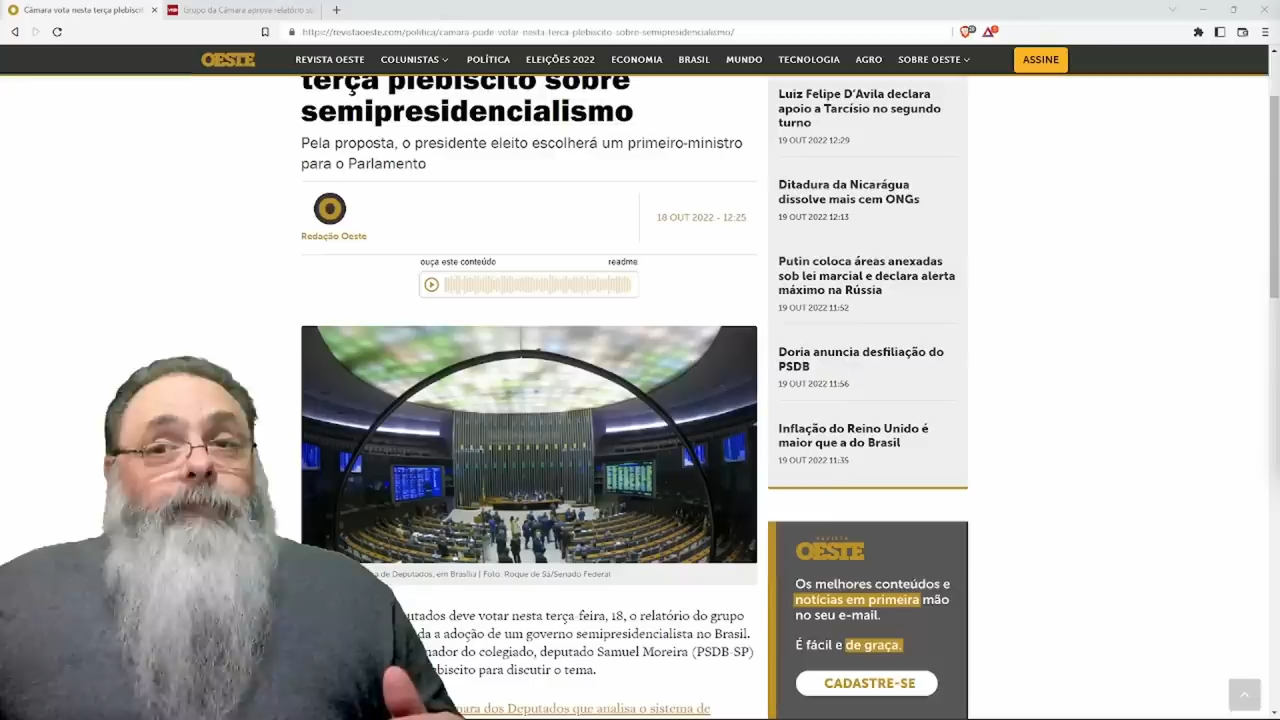 Câmara vota nesta terça plebiscit
Grupo da Câmara aprove relatório so
https://revistaoeste.com/politica/camara-pode-votar-nesta-terca-plebiscito-sobre-semipresidencialismo/
OESTE
REVISTA OESTE
COLUNISTAS
POLÍTICA
ELEIÇÕES 2022
ECONOMIA
BRASIL
MUNDO
TECNOLOGIA
AGRO
SOBRE OESTE
ASSINE
terça plebiscito sobre
semipresidencialismo
Pela proposta, o presidente eleito escolherá um primeiro-ministro
para o Parlamento
Redação Oeste
18 OUT 2022 - 12:25
ouça este conteúdo
readme
de Deputados, em Brasília | Foto: Roque de Sá/Senado Federal
utados deve votar nesta terça-feira, 18, o relatório do grupo
da a adoção de um governo semipresidencialista no Brasil.
nador do colegiado, deputado Samuel Moreira (PSDB-SP)
biscito para discutir o tema.
mara dos Deputados que analisa o sistema de
Luiz Felipe D'Avila declara
apoio a Tarcísio no segundo
turno
19 OUT 2022 12:29
Ditadura da Nicarágua
dissolve mais cem ONGs
19 OUT 2022 12:13
Putin coloca áreas anexadas
sob lei marcial e declara alerta
máximo na Rússia
19 OUT 2022 11:52
Doria anuncia desfiliação do
PSDB
19 OUT 2022 11:56
Inflação do Reino Unido é
maior que a do Brasil
19 OUT 2022 11:35
REVISTA
OESTE
Os melhores conteúdos e
notícias em primeira mão
no seu e-mail.
É fácil e de graça.
CADASTRE-SE